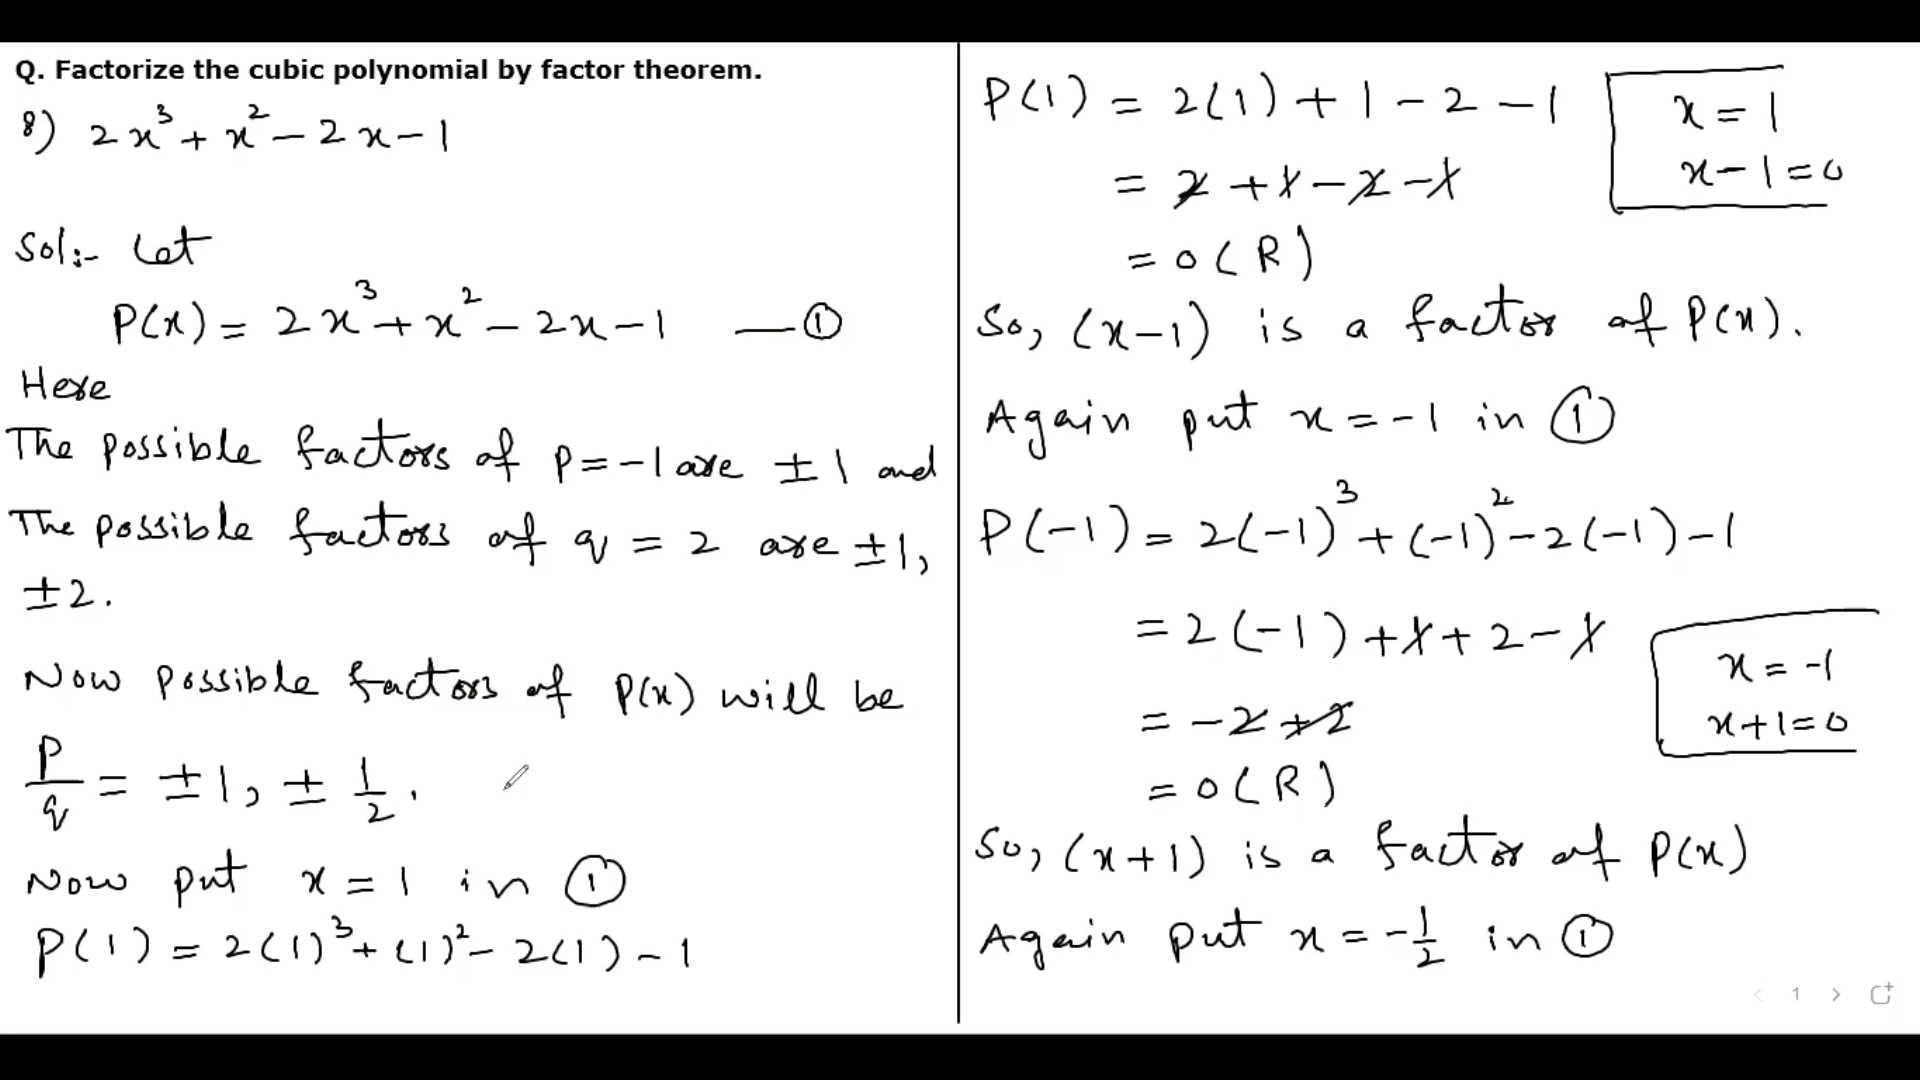 Q. Factorize the cubic polynomial by factor theorem.
8) 2x³ + x² - 2x - 1
Sol:- Let
P(x) = 2x³ + x² - 2x - 1 — ①
Here
The possible factors of P = -1 are ±1 and
The possible factors of q = 2 are ±1,
±2.
Now possible factors of P(x) will be
P/q = ±1, ± 1/2.
Now put x = 1 in ①
P(1) = 2(1)³ + (1)² - 2(1) - 1
P(1) = 2(1) + 1 - 2 - 1
= 2 + 1 - 2 - 1
= 0 (R)
x = 1
x - 1 = 0
So, (x-1) is a factor of P(x).
Again put x = -1 in ①
P(-1) = 2(-1)³ + (-1)² - 2(-1) - 1
= 2(-1) + 1 + 2 - 1
= -2 + 2
= 0 (R)
x = -1
x + 1 = 0
So, (x+1) is a factor of P(x)
Again put x = -1/2 in ①
1